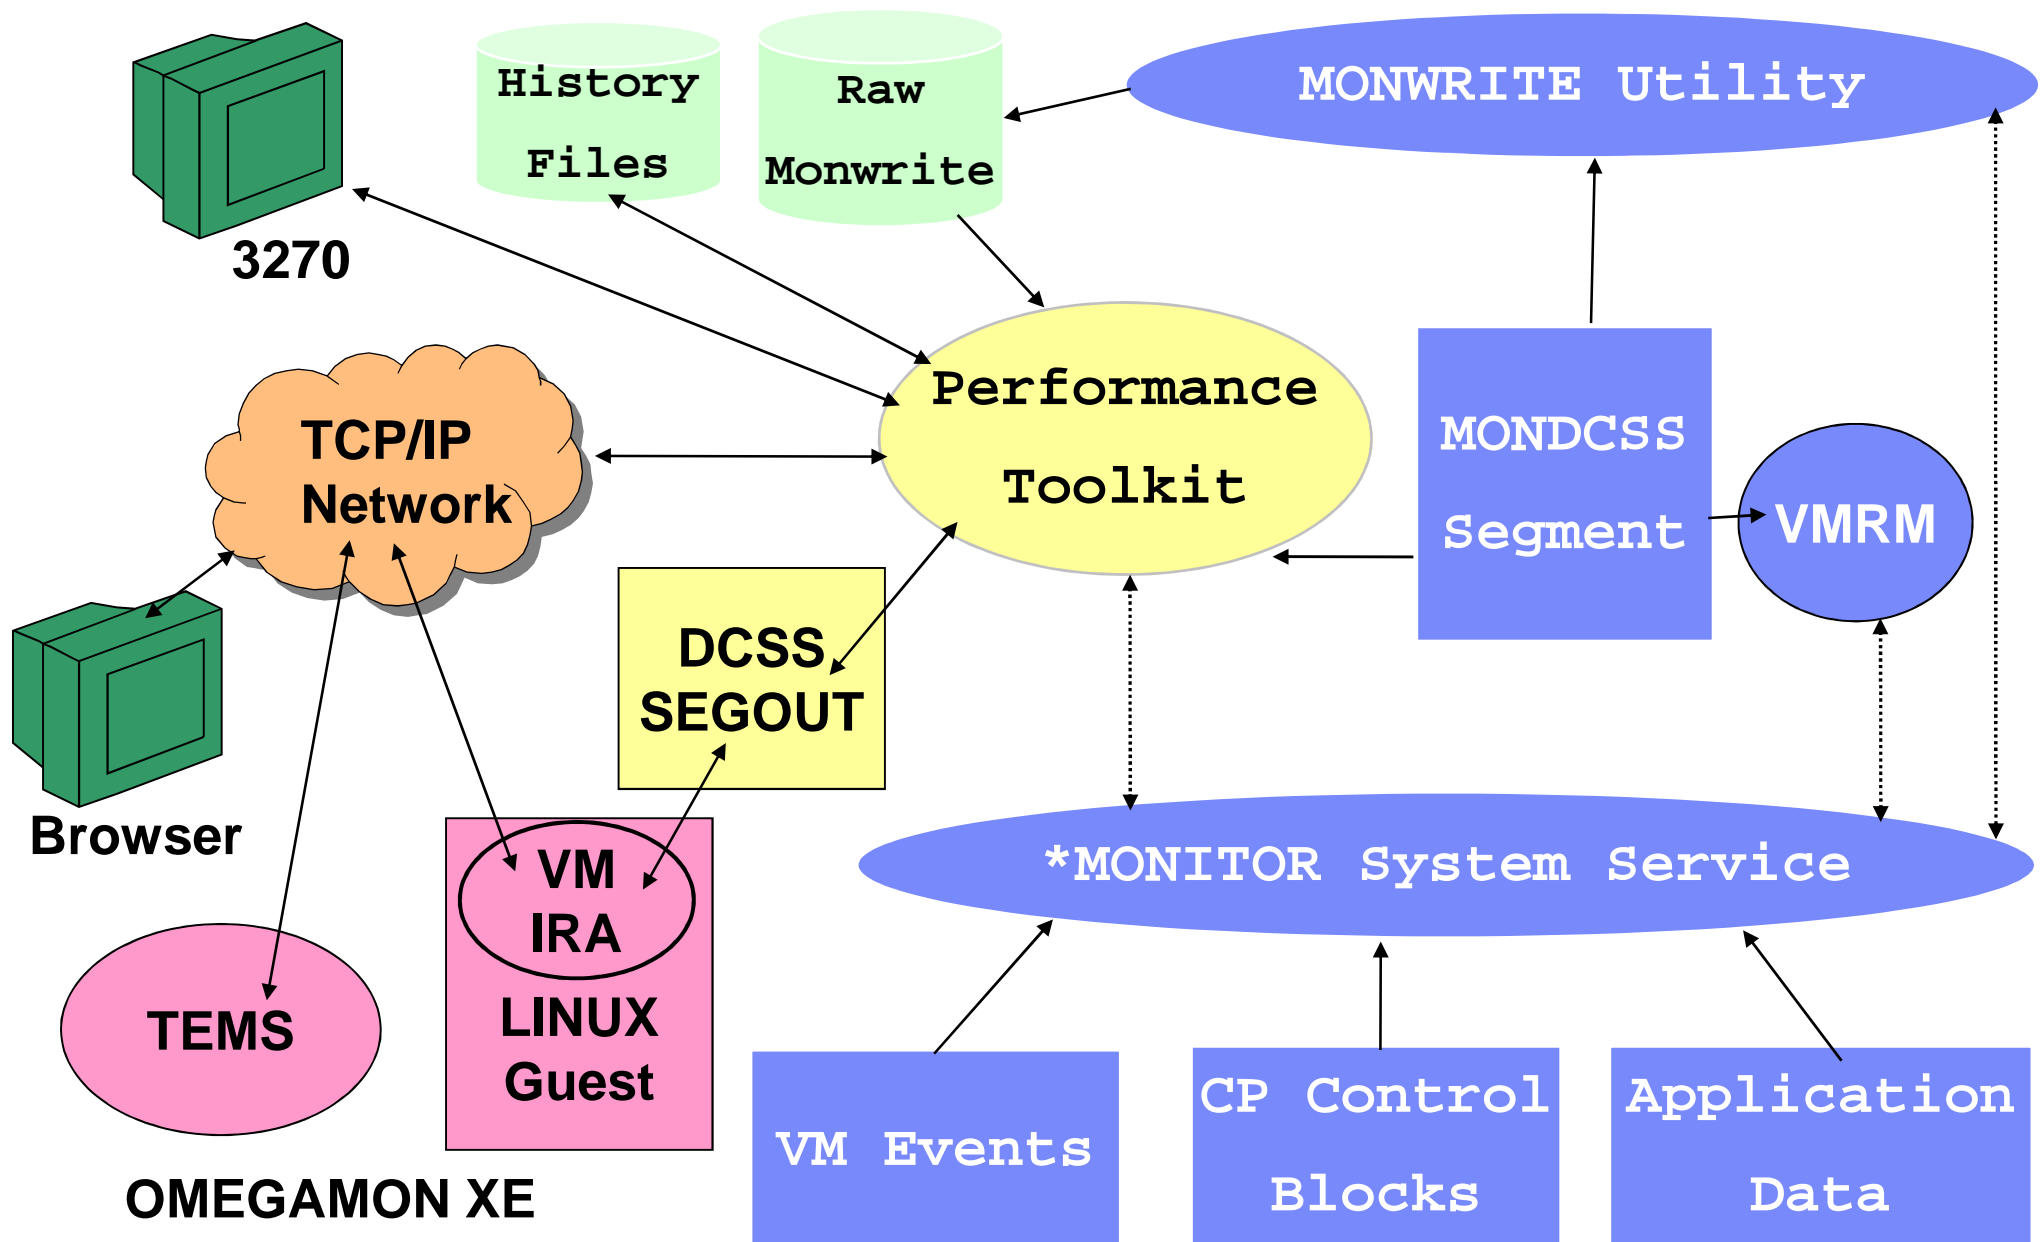 History
Files
Raw
Monwrite
MONWRITE Utility
3270
Performance
Toolkit
MONDCSS
Segment
VMRM
TCP/IP
Network
DCSS
SEGOUT
Browser
VM
IRA
LINUX
Guest
TEMS
OMEGAMON XE
*MONITOR System Service
VM Events
CP Control
Blocks
Application
Data